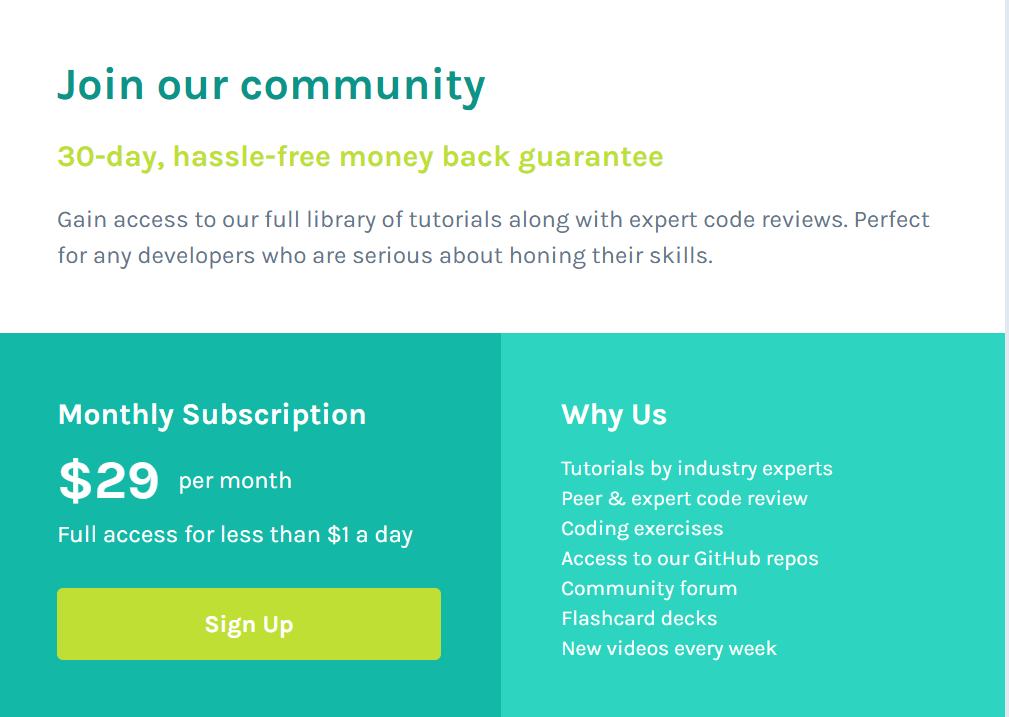 Join our community
30-day, hassle-free money back guarantee
Gain access to our full library of tutorials along with expert code reviews. Perfect
for any developers who are serious about honing their skills.
Monthly Subscription
$29 per month
Full access for less than $1 a day
Sign Up
Why Us
Tutorials by industry experts
Peer & expert code review
Coding exercises
Access to our GitHub repos
Community forum
Flashcard decks
New videos every week